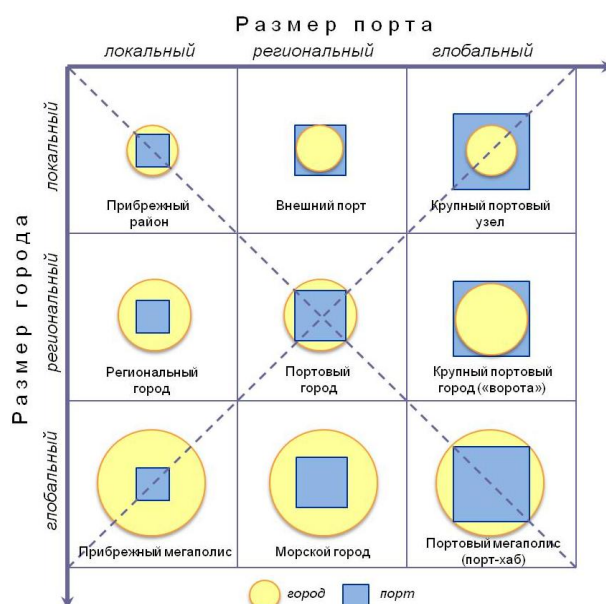 Размер порта
локальный региональный глобальный
Размер города
локальный
Прибрежный
район
Внешний порт
Крупный портовый
узел
региональный
Региональный
город
Портовый
город
Крупный портовый
город («ворота»)
глобальный
Прибрежный мегаполис
Морской город
Портовый мегаполис
(порт-хаб)
город порт